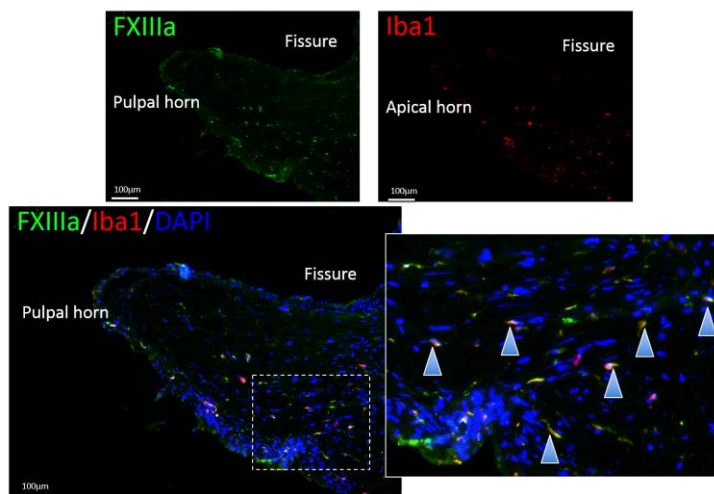 FXIIIa
Fissure
Pulpal horn
100µm
Iba1
Fissure
Apical horn
100µm
FXIIIa/Iba1/DAPI
Fissure
Pulpal horn
100µm